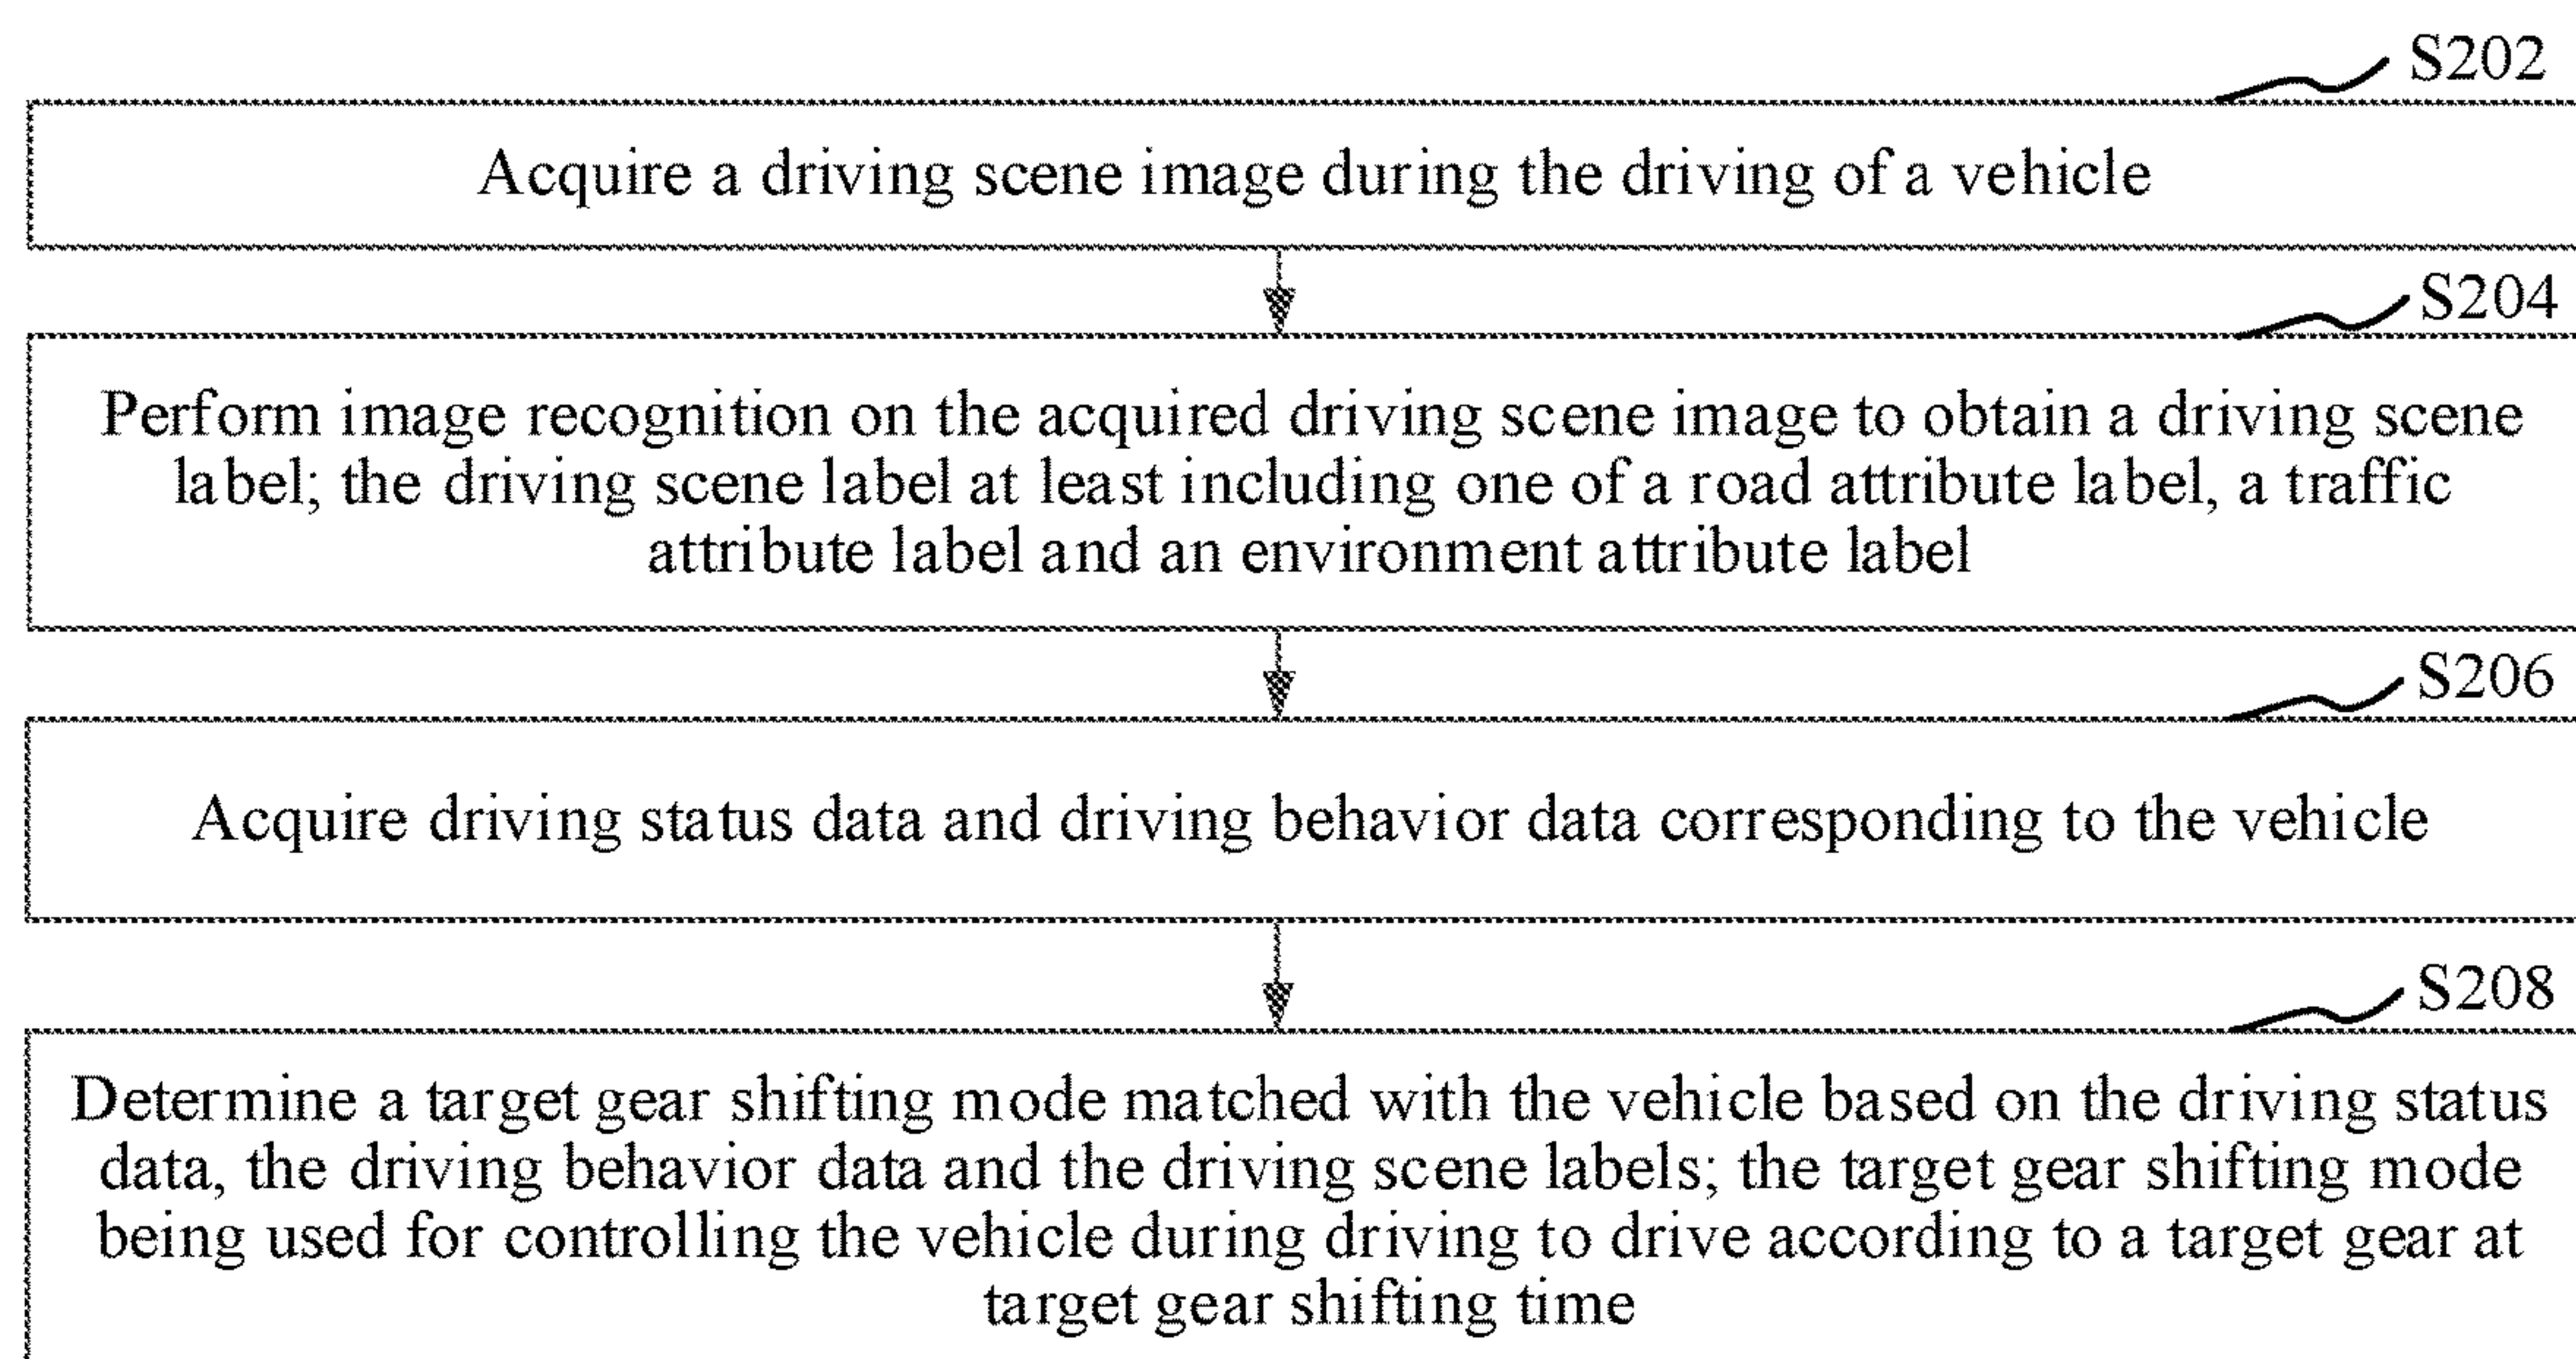 S202
Acquire a driving scene image during the driving of a vehicle
S204
Perform image recognition on the acquired driving scene image to obtain a driving scene
label; the driving scene label at least including one of a road attribute label, a traffic
attribute label and an environment attribute label
S206
Acquire driving status data and driving behavior data corresponding to the vehicle
S208
Determine a target gear shifting mode matched with the vehicle based on the driving status
data, the driving behavior data and the driving scene labels; the target gear shifting mode
being used for controlling the vehicle during driving to drive according to a target gear at
target gear shifting time